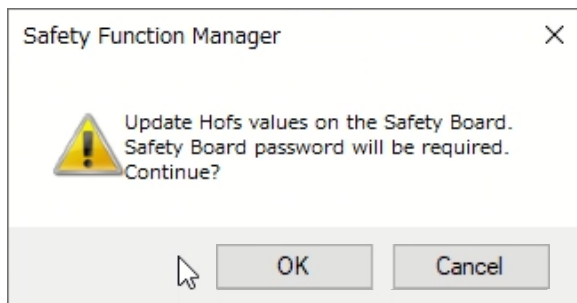 Safety Function Manager
Update Hofs values on the Safety Board.
Safety Board password will be required.
Continue?
OK
Cancel